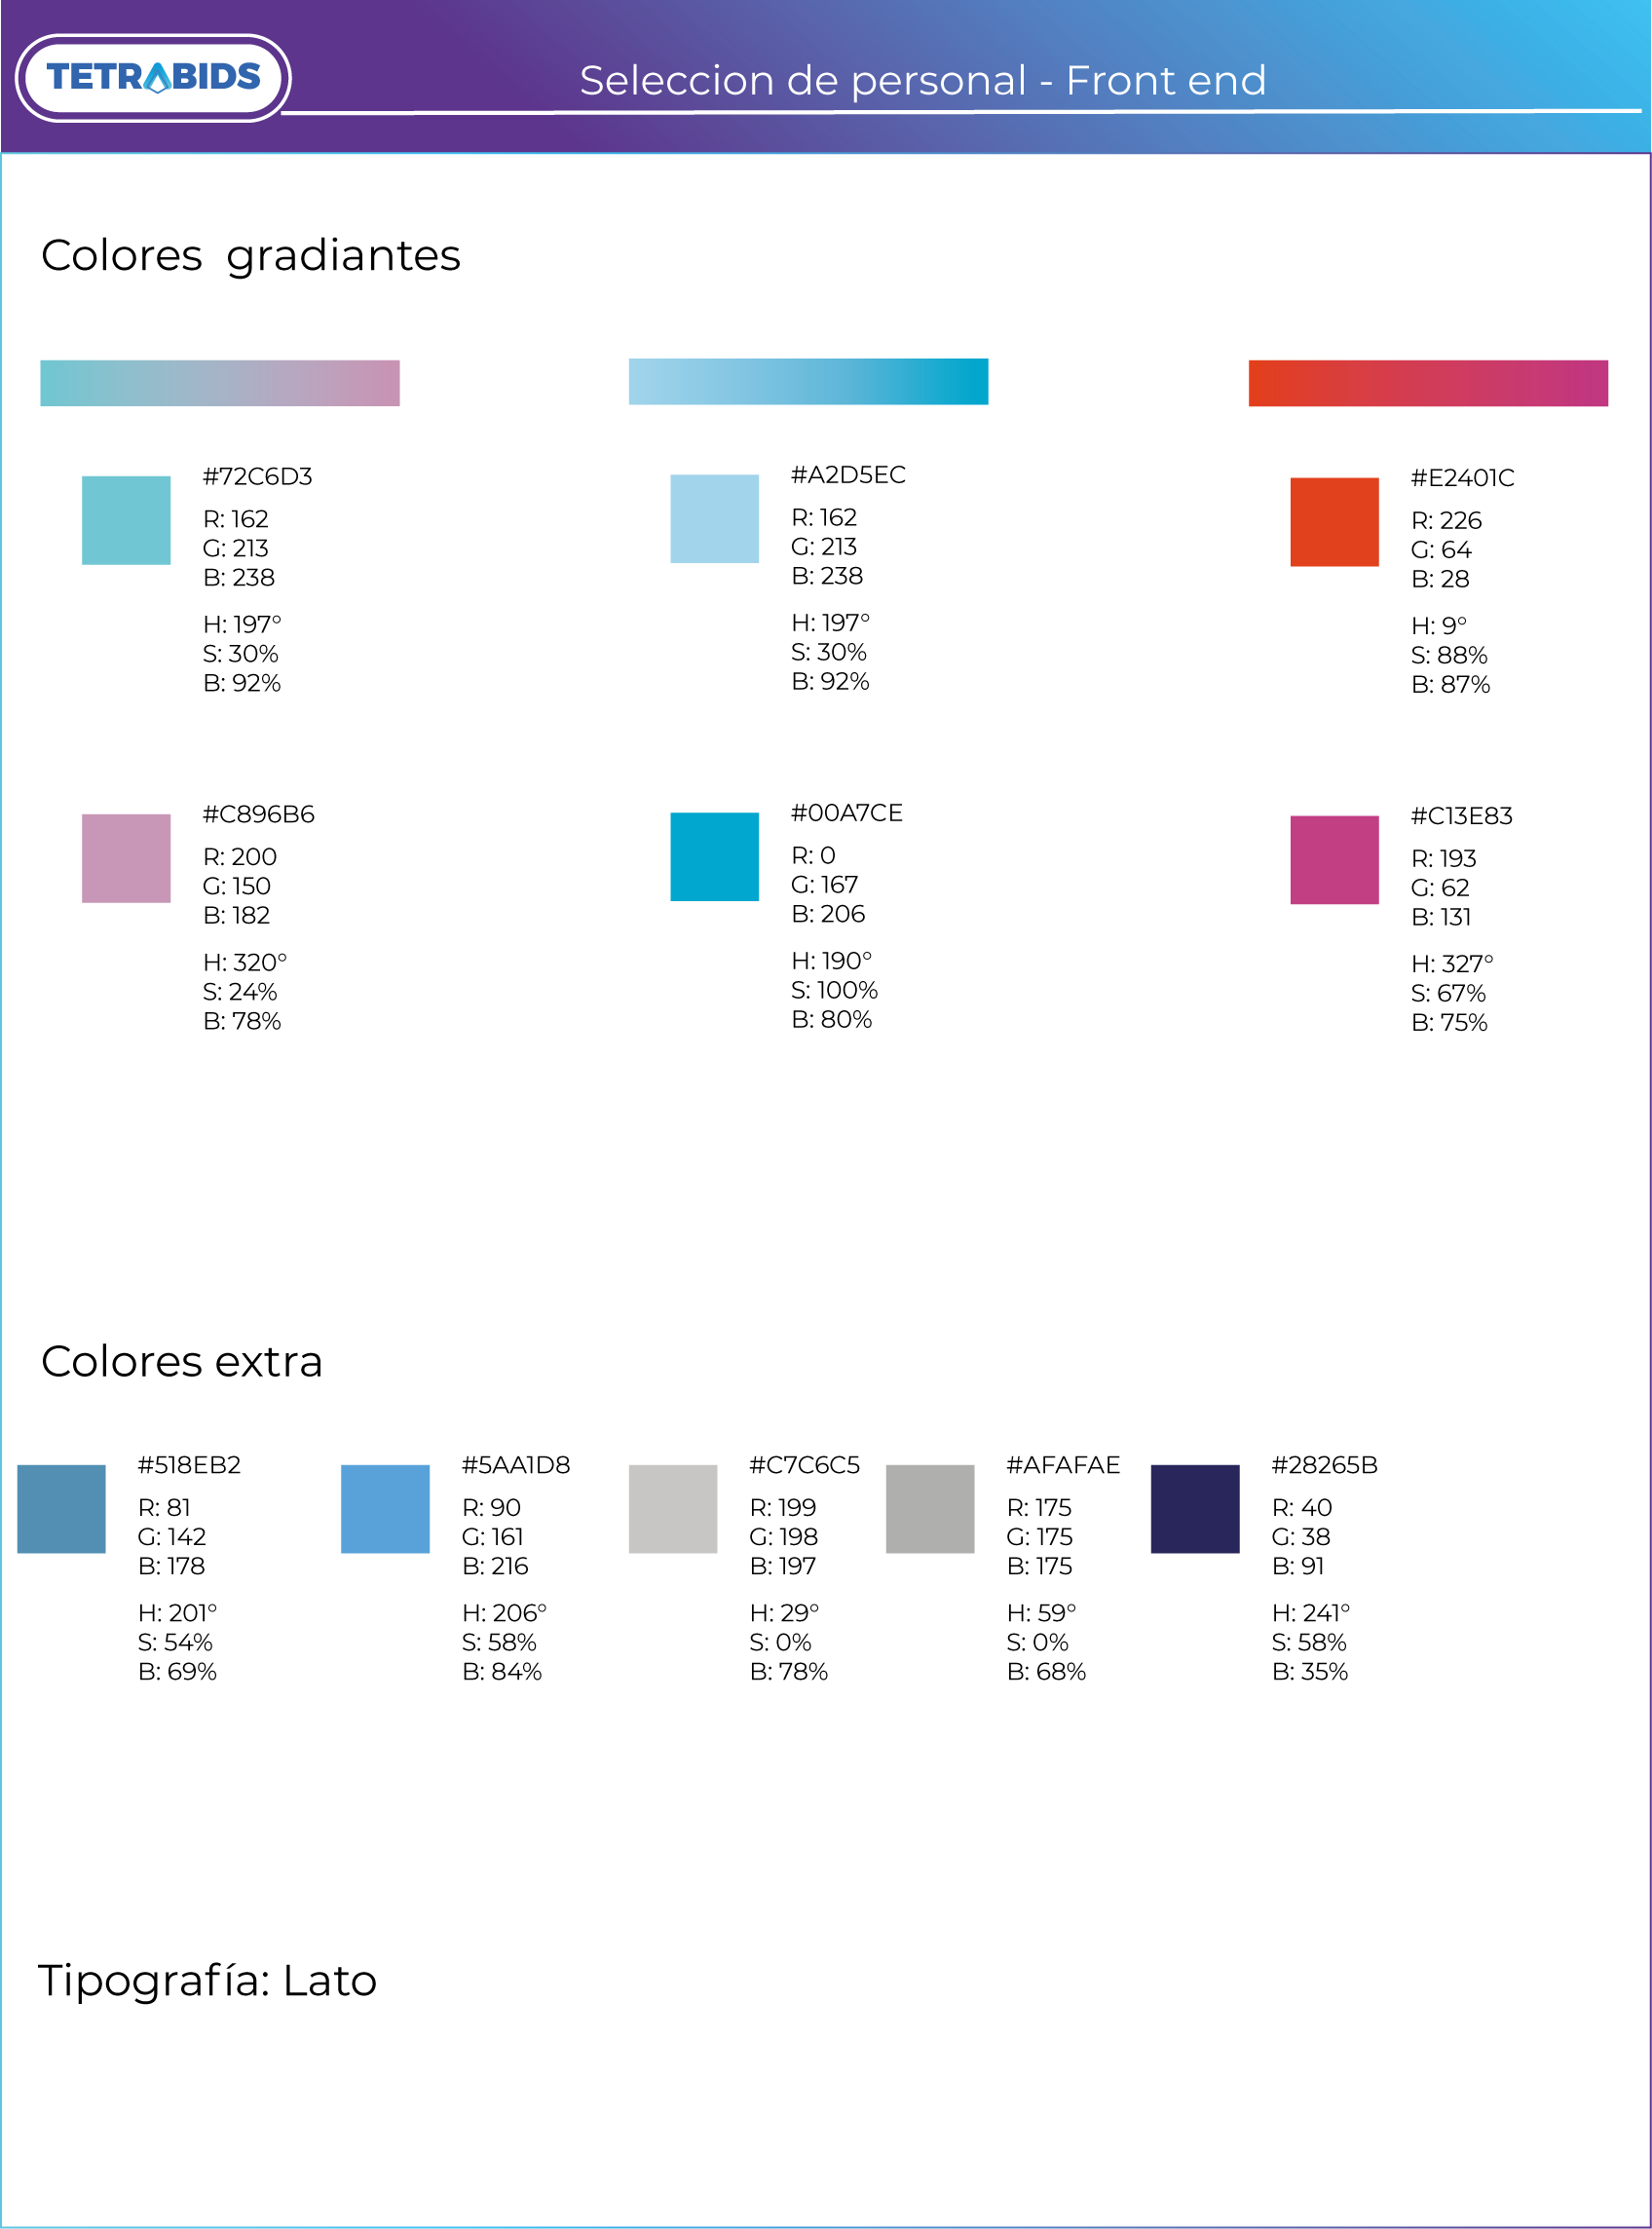 TETRABIDS
Seleccion de personal - Front end
Colores gradiantes
#72C6D3
R: 162
G: 213
B: 238
H: 197°
S: 30%
B: 92%
#A2D5EC
R: 162
G: 213
B: 238
H: 197°
S: 30%
B: 92%
#E2401C
R: 226
G: 64
B: 28
H: 9°
S: 88%
B: 87%
#C896B6
R: 200
G: 150
B: 182
H: 320°
S: 24%
B: 78%
#00A7CE
R: 0
G: 167
B: 206
H: 190°
S: 100%
B: 80%
#C13E83
R: 193
G: 62
B: 131
H: 327°
S: 67%
B: 75%
Colores extra
#518EB2
R: 81
G: 142
B: 178
H: 201°
S: 54%
B: 69%
#5AA1D8
R: 90
G: 161
B: 216
H: 206°
S: 58%
B: 84%
#C7C6C5
R: 199
G: 198
B: 197
H: 29°
S: 0%
B: 78%
#AFAFAE
R: 175
G: 175
B: 175
H: 59°
S: 0%
B: 68%
#28265B
R: 40
G: 38
B: 91
H: 241°
S: 58%
B: 35%
Tipografía: Lato